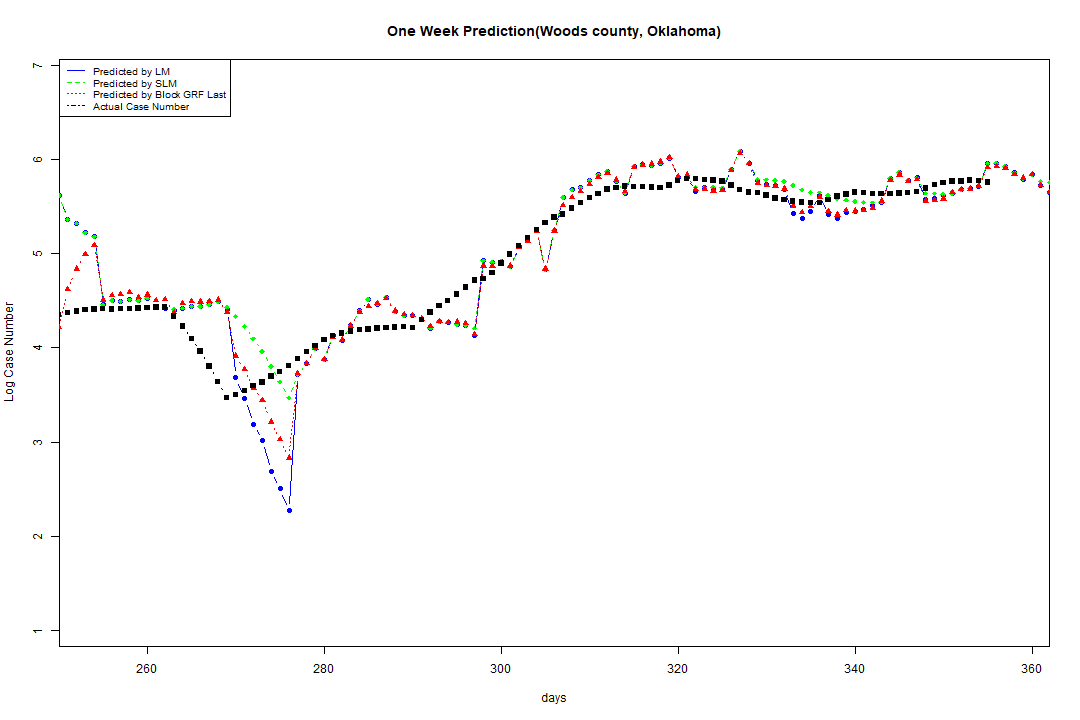 One Week Prediction(Woods county, Oklahoma)
Predicted by LM
Predicted by SLM
Predicted by Block GRF Last
Actual Case Number
7
6
5
4
3
2
1
Log Case Number
260 280 300 320 340 360
days